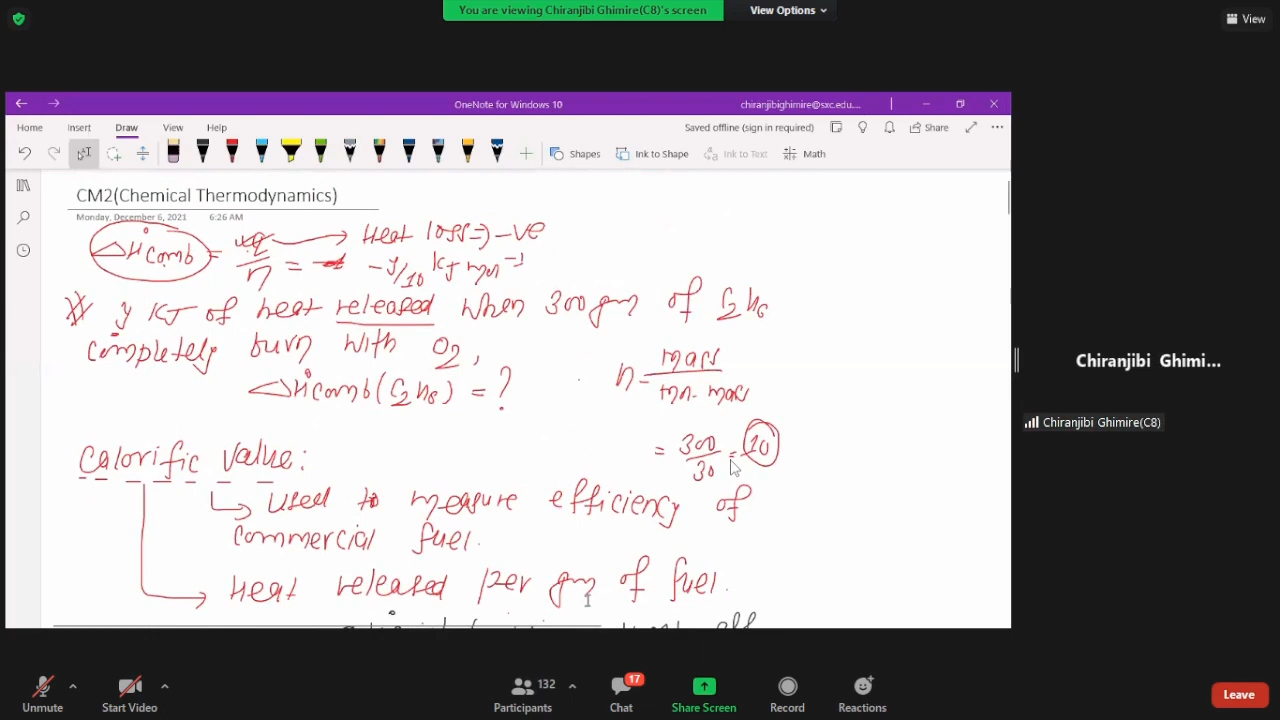 You are viewing Chiranjibi Ghimire(C8)'s screen
View Options
View
OneNote for Windows 10
chiranjibighimire@sxc.edu....
Home Insert Draw View Help
Saved offline (sign in required)
Share
Shapes Ink to Shape Ink to Text Math
CM2(Chemical Thermodynamics)
Monday, December 6, 2021 6:26 AM
△H°comb = q/n → Heat loss ⇒ -ve
= -y/10 KJ mol⁻¹
y KJ of heat released when 300gm of C2H6
completely burn with O2,
△H°comb(C2H6) = ?
n = mass/mol. mass
= 300/30 = 10
Calorific value:
↳ Used to measure efficiency of
commercial fuel.
→ Heat released per gm of fuel.
Chiranjibi Ghimi...
Chiranjibi Ghimire(C8)
Unmute
Start Video
132
Participants
17
Chat
Share Screen
Record
Reactions
Leave